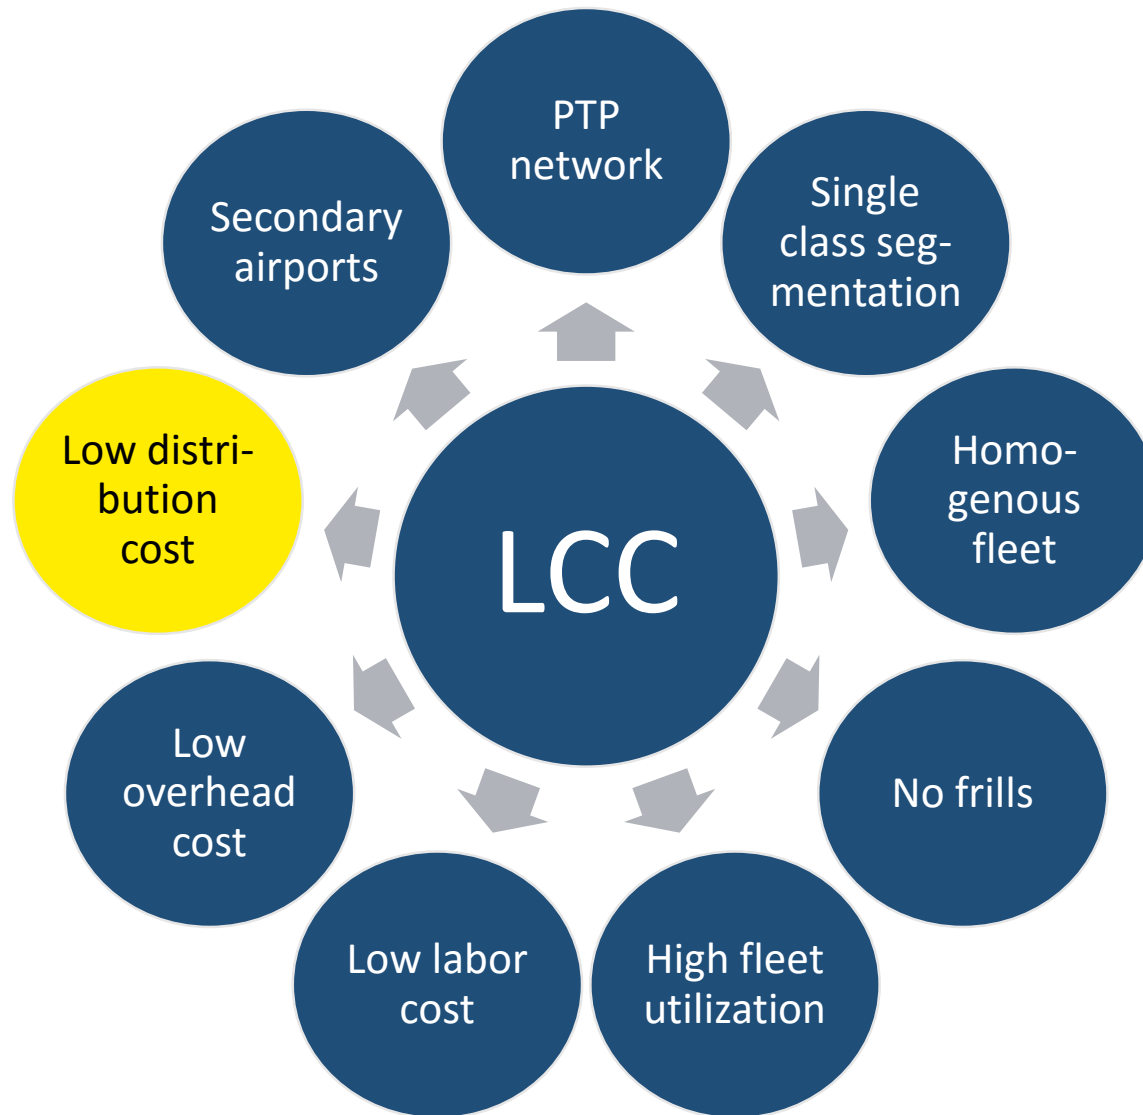 PTP
network
Single
class seg-
mentation
Homo-
genous
fleet
No frills
High fleet
utilization
Low labor
cost
Low
overhead
cost
Low distri-
bution
cost
Secondary
airports
LCC